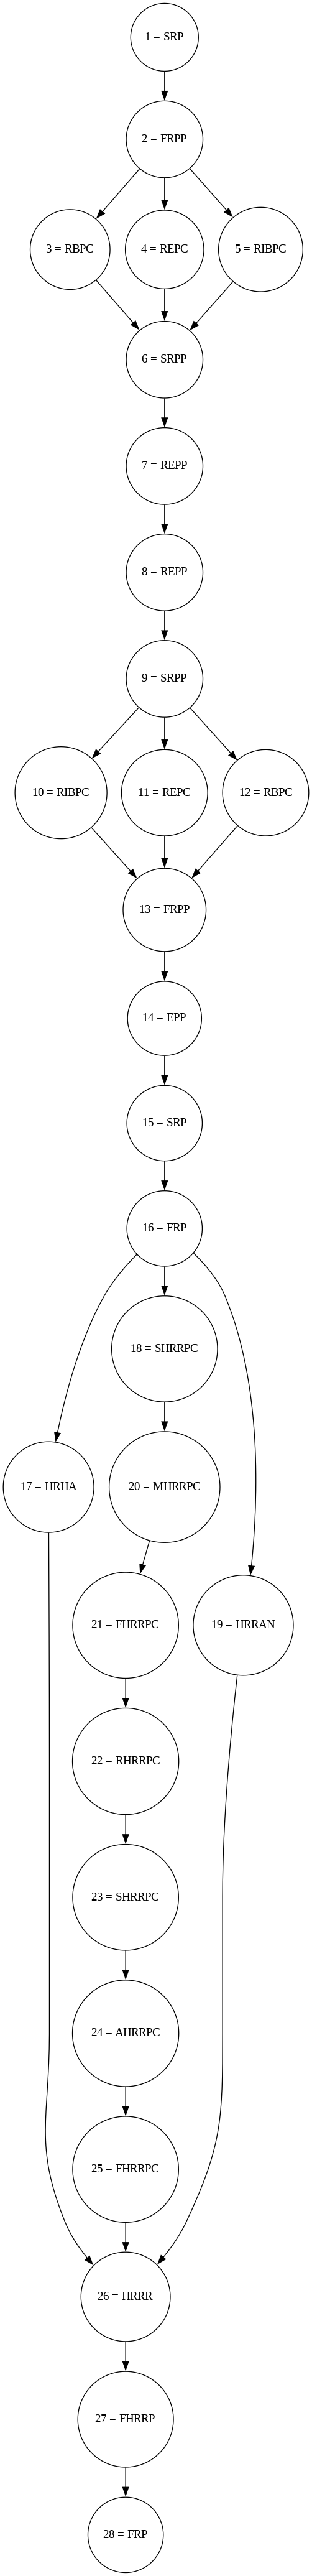 1 = SRP
2 = FRPP
3 = RBPC
4 = REPC
5 = RIBPC
6 = SRPP
7 = REPP
8 = REPP
9 = SRPP
10 = RIBPC
11 = REPC
12 = RBPC
13 = FRPP
14 = EPP
15 = SRP
16 = FRP
18 = SHRRPC
17 = HRHA
20 = MHRRPC
21 = FHRRPC
19 = HRRAN
22 = RHRRPC
23 = SHRRPC
24 = AHRRPC
25 = FHRRPC
26 = HRRR
27 = FHRRP
28 = FRP